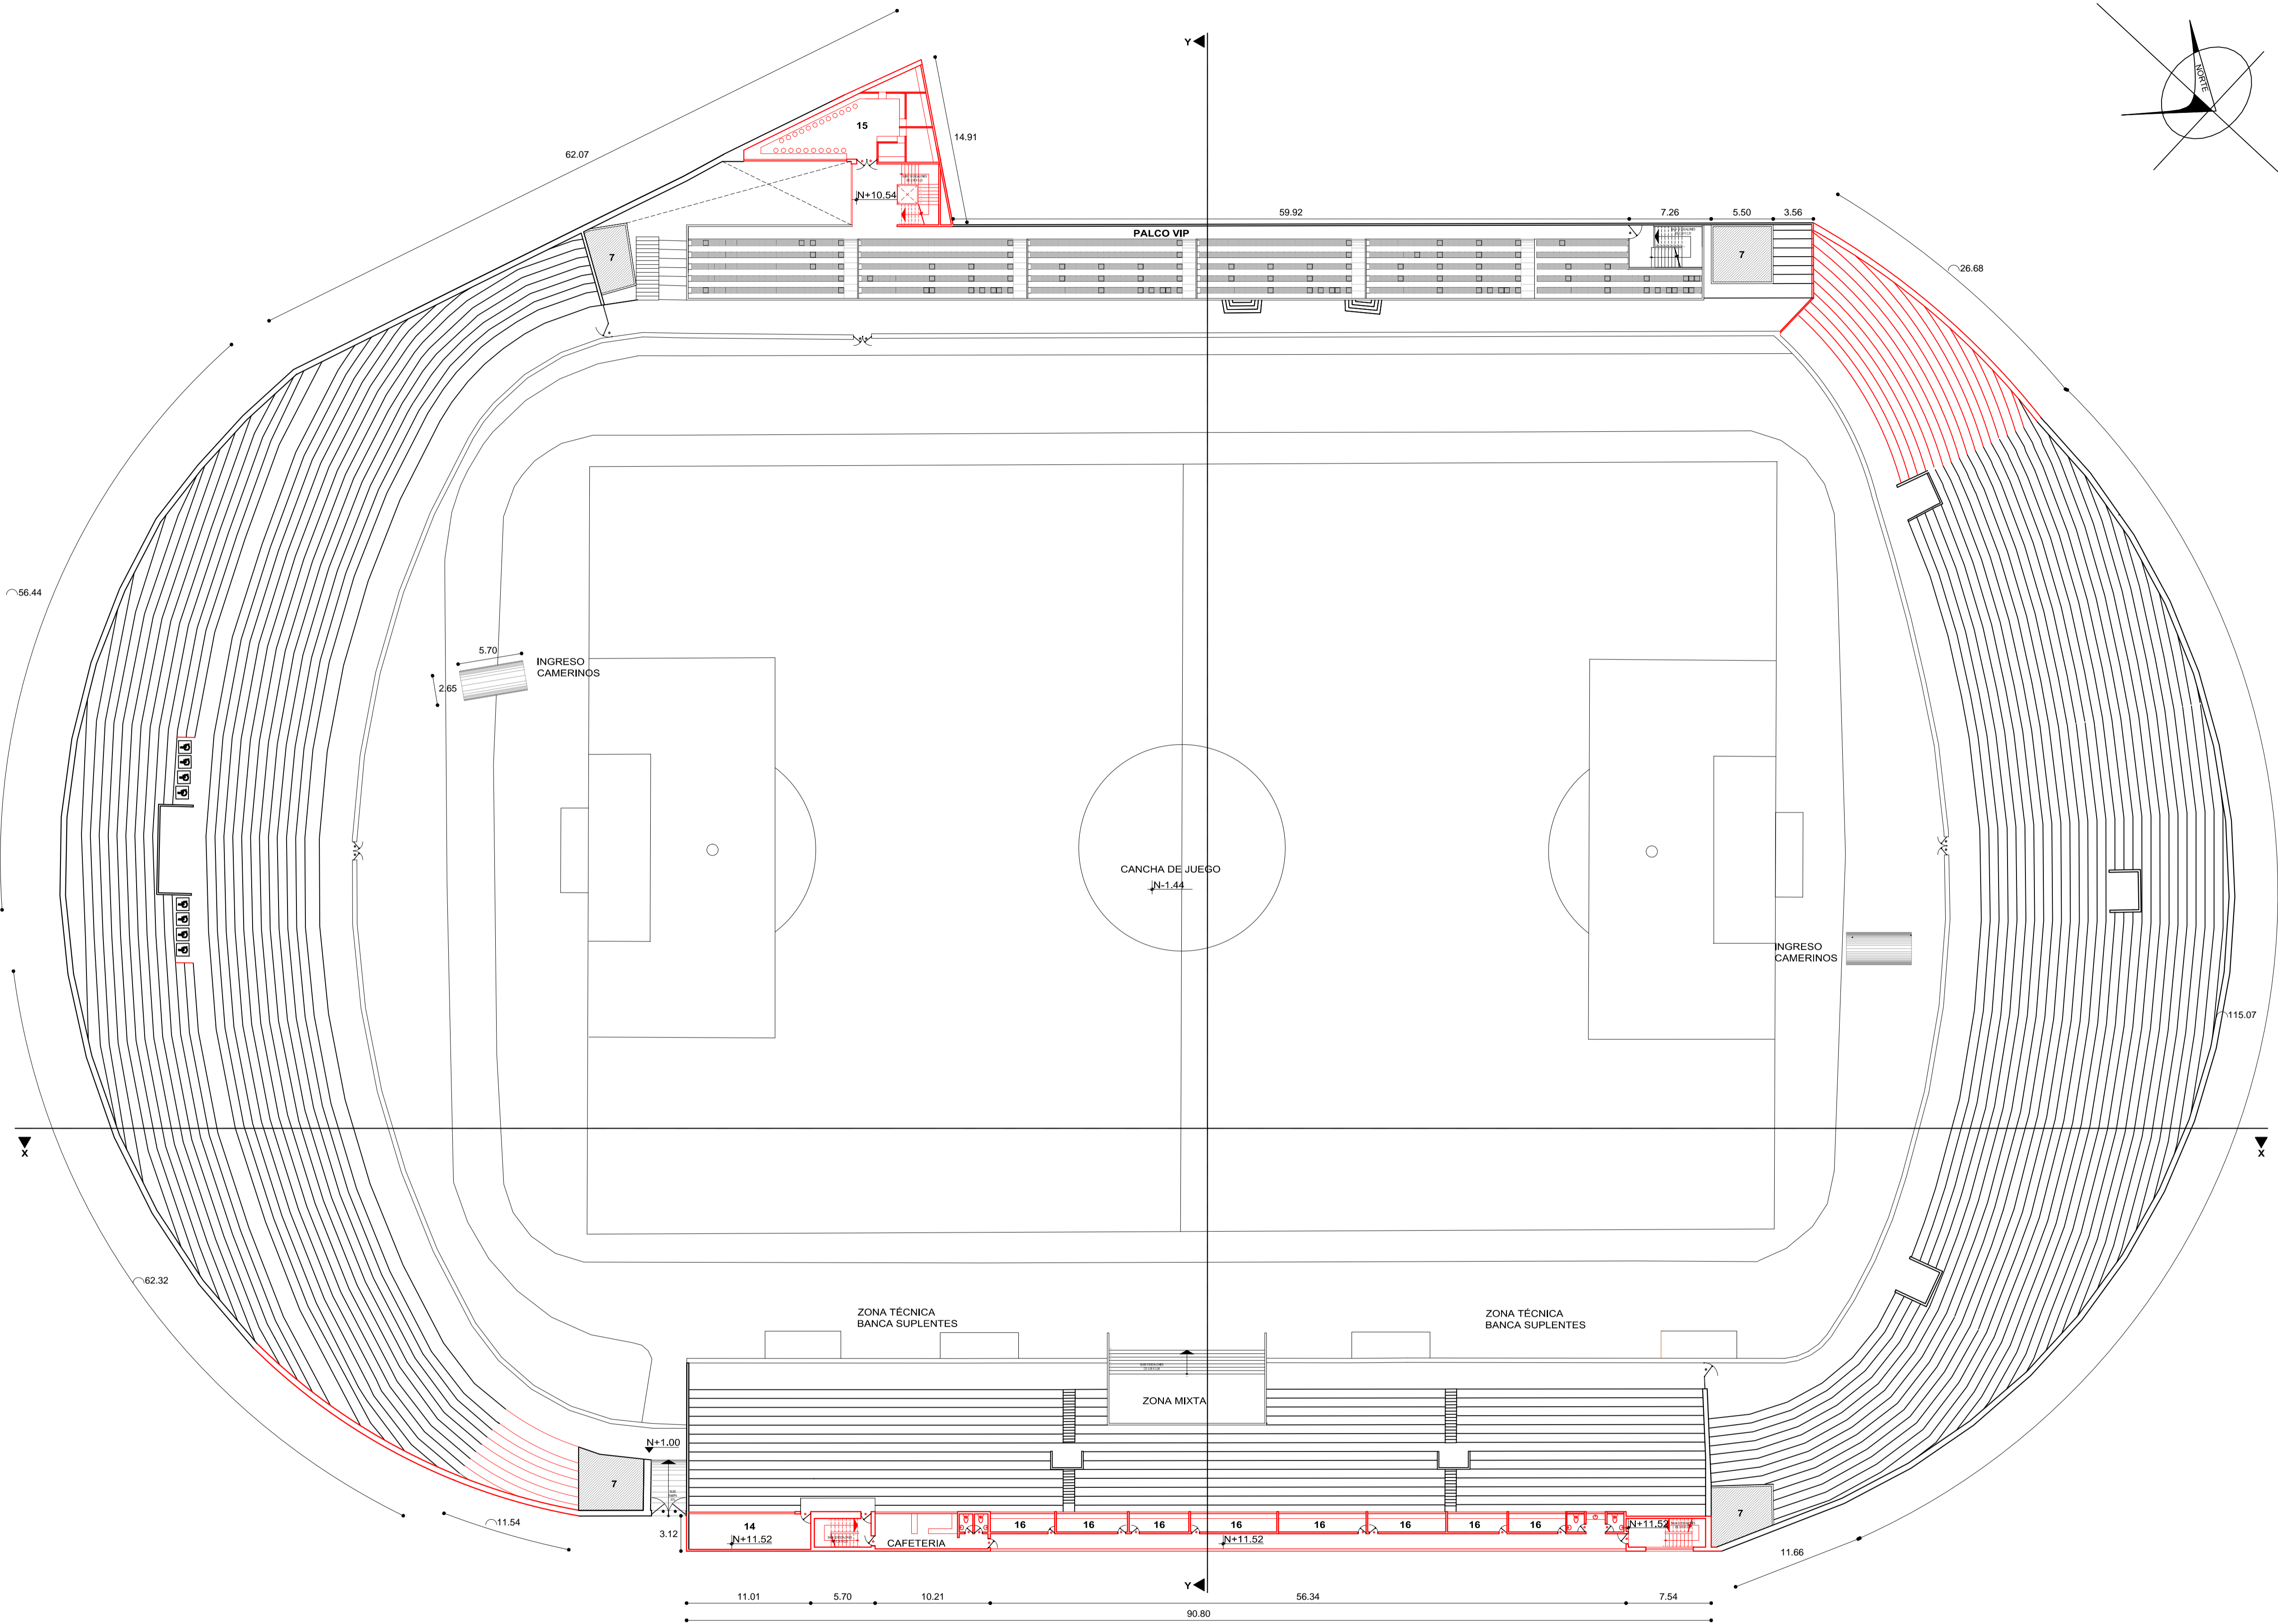 Y
NORTE
15
14.91
62.07
N+10.54
59.92
7.26
5.50
3.56
PALCO VIP
7
7
26.68
56.44
5.70
INGRESO
CAMERINOS
2.65
CANCHA DE JUEGO
N-1.44
INGRESO
CAMERINOS
115.07
X
X
62.32
ZONA TÉCNICA
BANCA SUPLENTES
ZONA TÉCNICA
BANCA SUPLENTES
ZONA MIXTA
N+1.00
7
7
11.54
3.12
14
N+11.52
CAFETERIA
16
16
16
16
16
16
16
16
N+11.52
N+11.52
11.66
Y
11.01
5.70
10.21
56.34
7.54
90.80